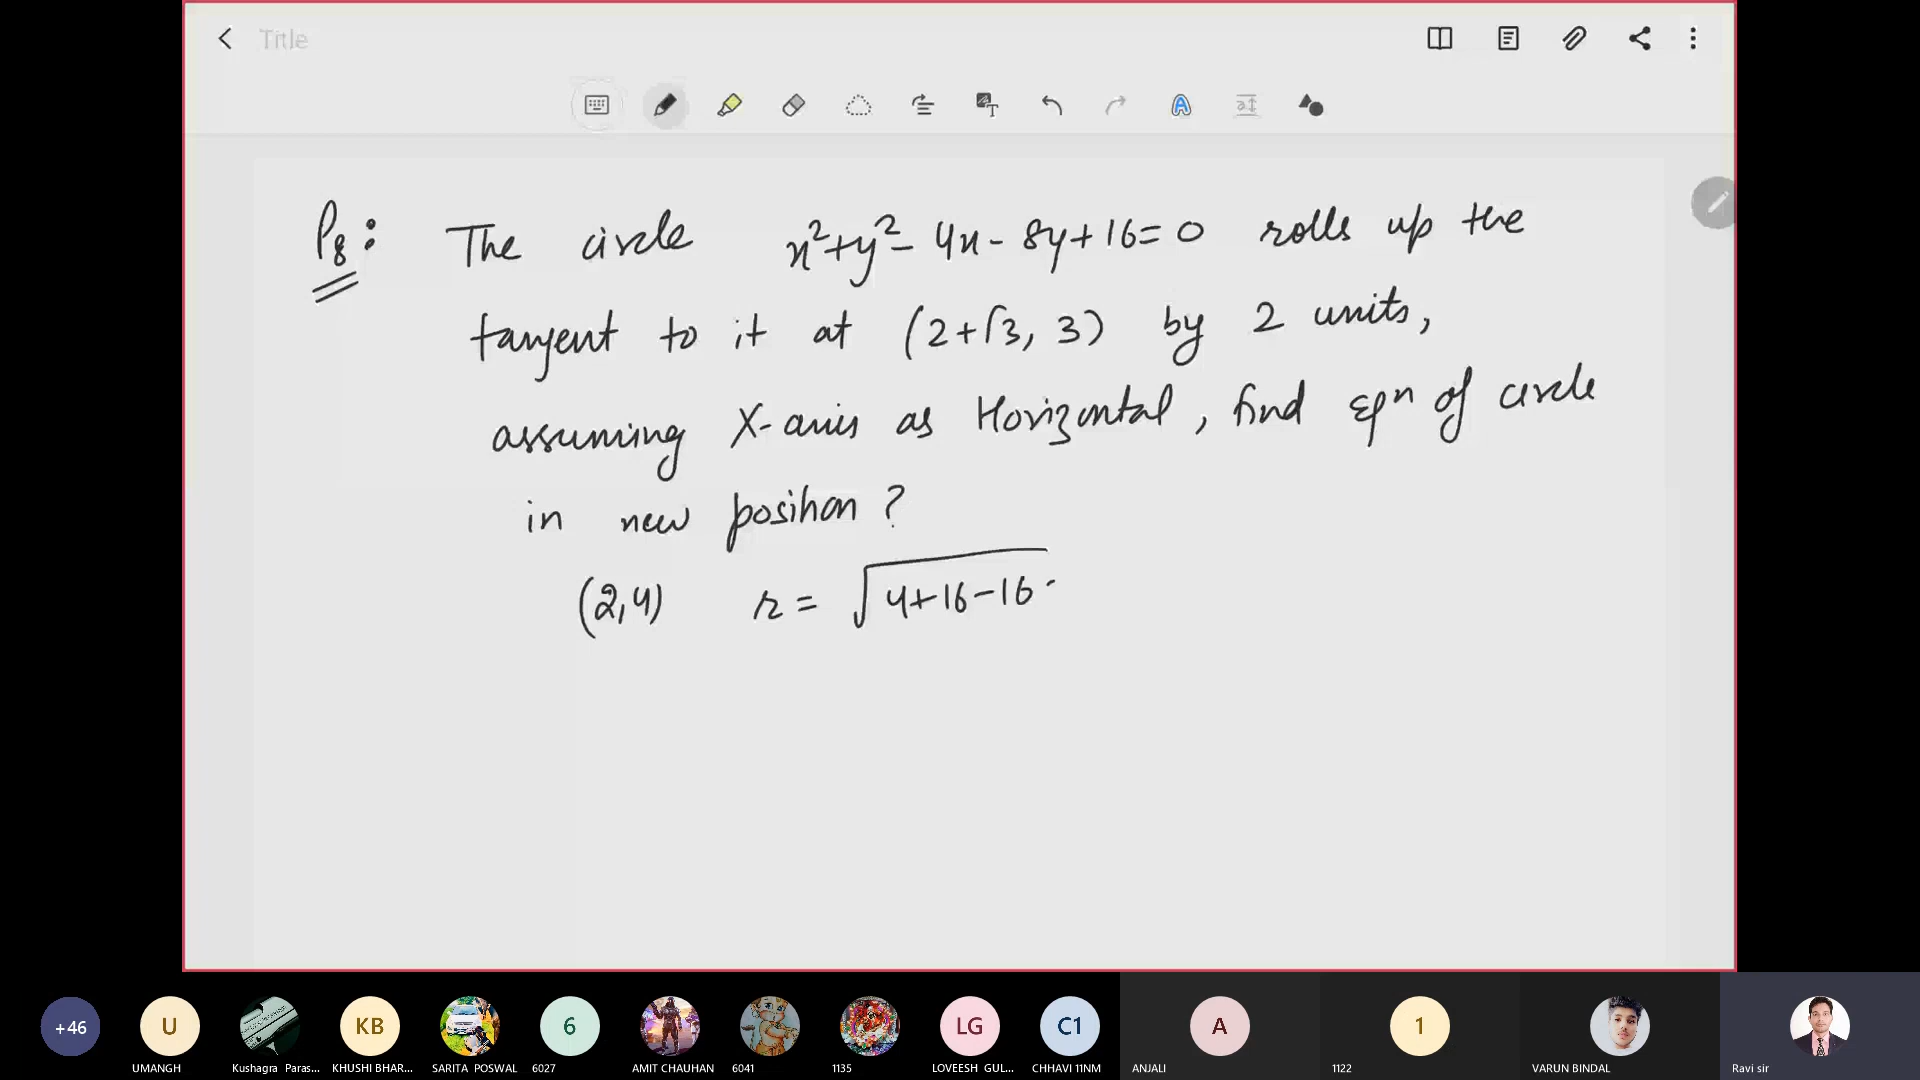 Title
P8: The circle x²+y²-4x-8y+16=0 rolls up the
tangent to it at (2+√3, 3) by 2 units,
assuming X-axis as Horizontal, find eqⁿ of circle
in new position?
(2,4) r = √4+16-16
+46
U
KB
6
LG
C1
A
1
UMANGH
Kushagra Paras...
KHUSHI BHAR...
SARITA POSWAL
6027
AMIT CHAUHAN
6041
1135
LOVEESH GUL...
CHHAVI 11NM
ANJALI
1122
VARUN BINDAL
Ravi sir